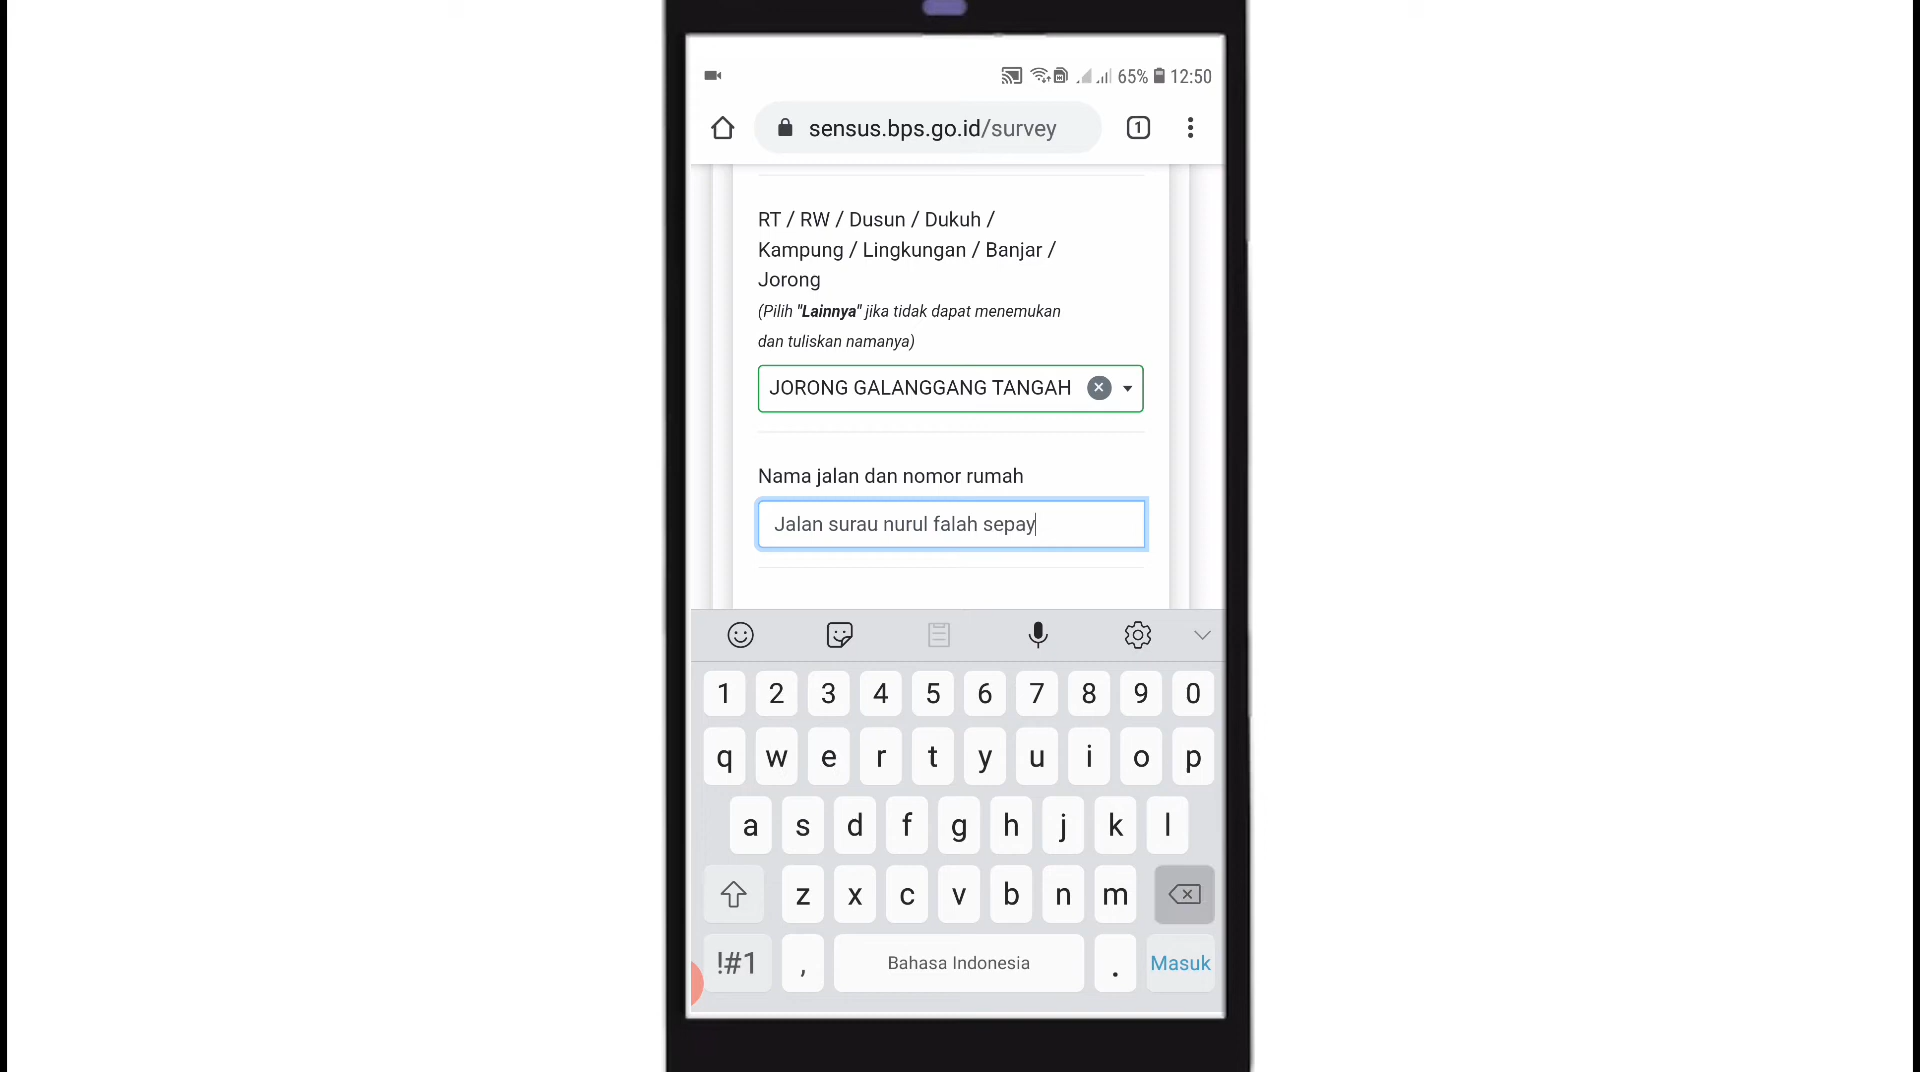 65% 12:50
sensus.bps.go.id/survey 1
RT / RW / Dusun / Dukuh /
Kampung / Lingkungan / Banjar /
Jorong
(Pilih "Lainnya" jika tidak dapat menemukan
dan tuliskan namanya)
JORONG GALANGGANG TANGAH
Nama jalan dan nomor rumah
Jalan surau nurul falah sepay
1 2 3 4 5 6 7 8 9 0
q w e r t y u i o p
a s d f g h j k l
z x c v b n m
!#1 , Bahasa Indonesia . Masuk